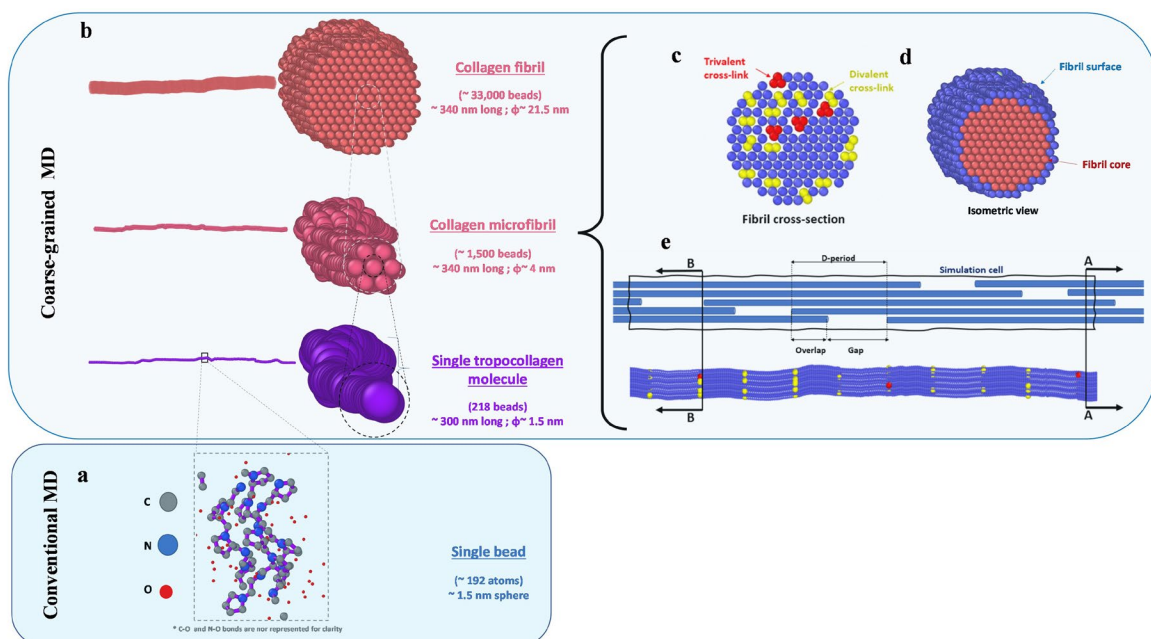 b
Coarse-grained MD
Collagen fibril
(~ 33,000 beads)
~ 340 nm long ; ϕ~ 21.5 nm
Collagen microfibril
(~ 1,500 beads)
~ 340 nm long ; ϕ~ 4 nm
Single tropocollagen
molecule
(218 beads)
~ 300 nm long ; ϕ~ 1.5 nm
c
Trivalent
cross-link
Divalent
cross-link
Fibril cross-section
d
Fibril surface
Fibril core
Isometric view
e
B
D-period
Simulation cell
A
Overlap
Gap
B
A
Conventional MD
a
C
N
O
Single bead
(~ 192 atoms)
~ 1.5 nm sphere
* C-O and N-O bonds are nor represented for clarity